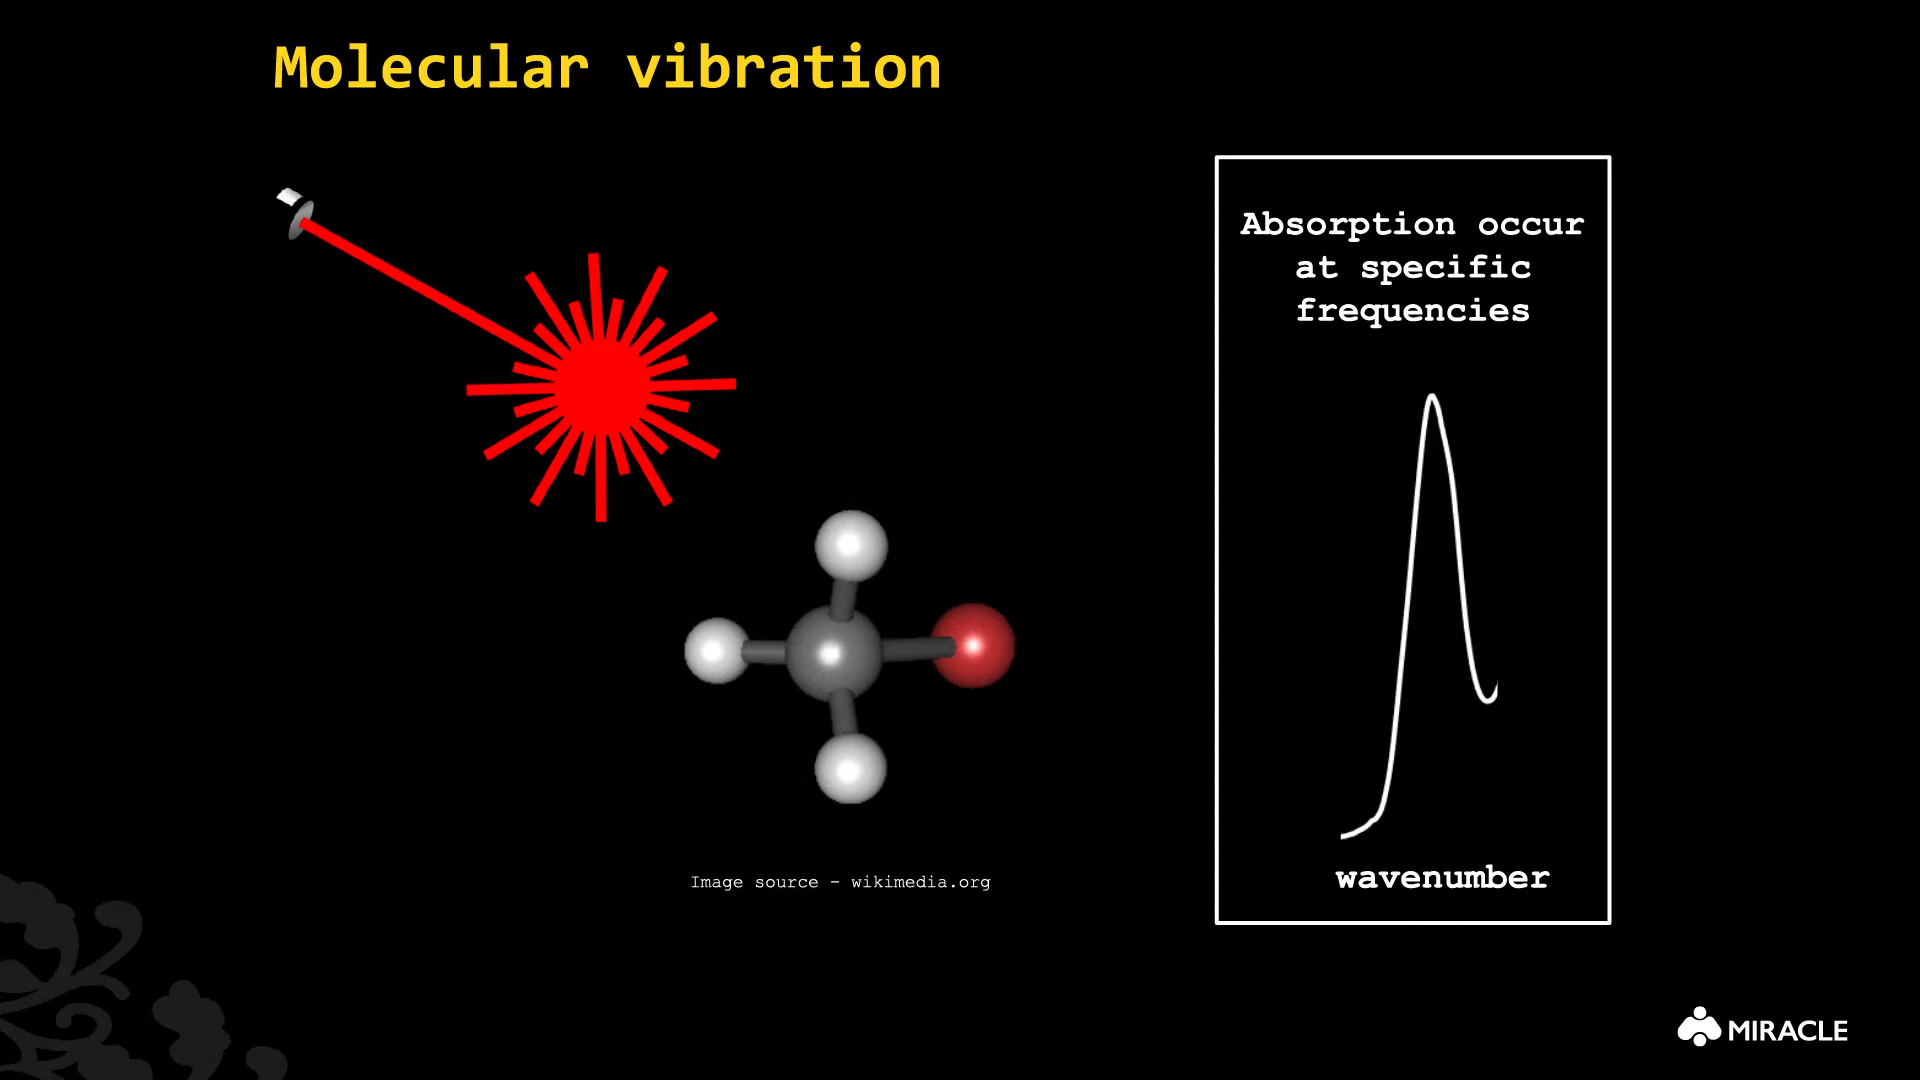 Molecular vibration
Absorption occur
at specific
frequencies
wavenumber
Image source - wikimedia.org
MIRACLE